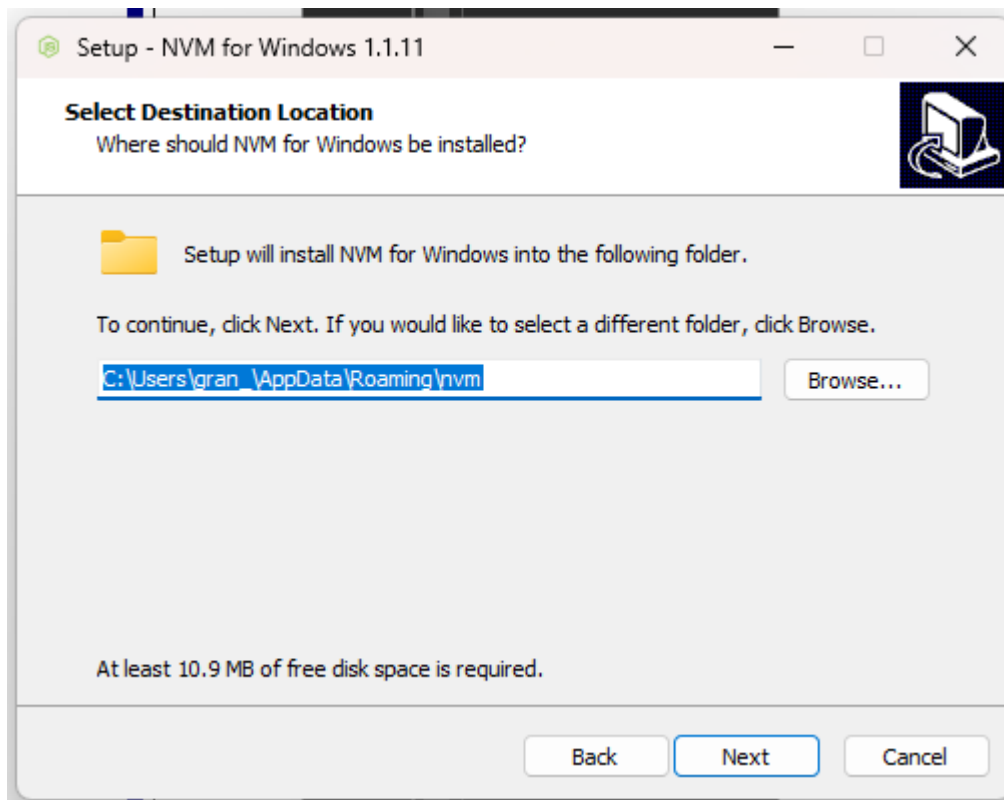 Setup - NVM for Windows 1.1.11
Select Destination Location
Where should NVM for Windows be installed?
Setup will install NVM for Windows into the following folder.
To continue, click Next. If you would like to select a different folder, click Browse.
C:\Users\gran_\AppData\Roaming\nvm
Browse...
At least 10.9 MB of free disk space is required.
Back
Next
Cancel